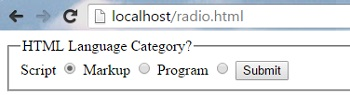 localhost/radio.html
HTML Language Category?
Script Markup Program Submit